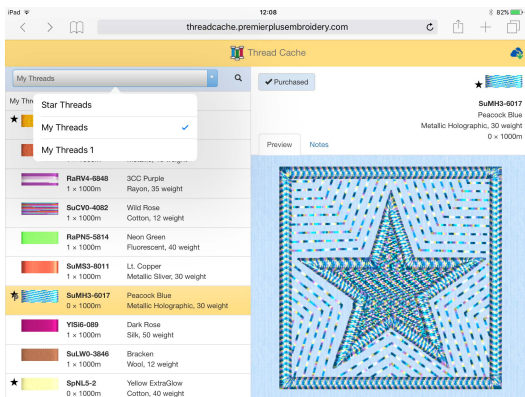 iPad 12:08 82%
threadcache.premierplusembroidery.com
Thread Cache
My Threads
Purchased
My Thr
Star Threads
My Threads
My Threads 1
SuMH3-6017
Peacock Blue
Metallic Holographic, 30 weight
0 x 1000m
Preview Notes
RaRV4-6848 3CC Purple
1 x 1000m Rayon, 35 weight
SuCV0-4082 Wild Rose
1 x 1000m Cotton, 12 weight
RaPN5-5814 Neon Green
1 x 1000m Fluorescent, 40 weight
SuMS3-8011 Lt. Copper
1 x 1000m Metallic Sliver, 30 weight
SuMH3-6017 Peacock Blue
0 x 1000m Metallic Holographic, 30 weight
YlSi6-089 Dark Rose
1 x 1000m Silk, 50 weight
SuLW0-3846 Bracken
1 x 1000m Wool, 12 weight
SpNL5-2 Yellow ExtraGlow
0 x 1000m Cotton, 40 weight